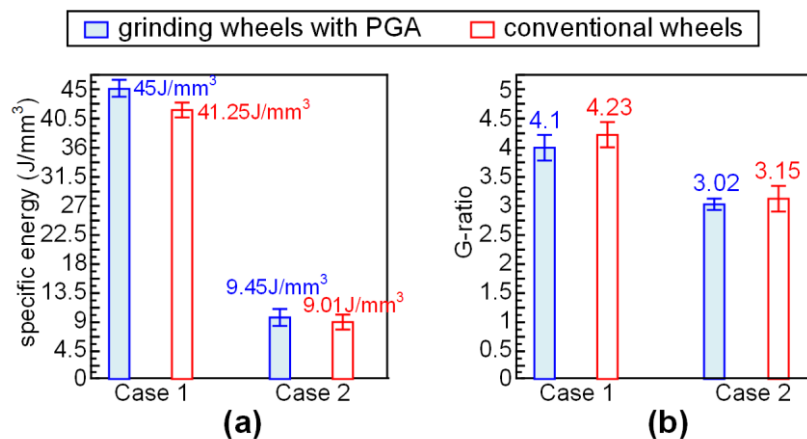 grinding wheels with PGA conventional wheels
specific energy (J/mm³)
45
40.5
36
31.5
27
22.5
18
13.5
9
4.5
0
45J/mm³
41.25J/mm³
9.45J/mm³
9.01J/mm³
Case 1 Case 2
(a)
G-ratio
5
4.5
4
3.5
3
2.5
2
1.5
1
0.5
0
4.1
4.23
3.02
3.15
Case 1 Case 2
(b)